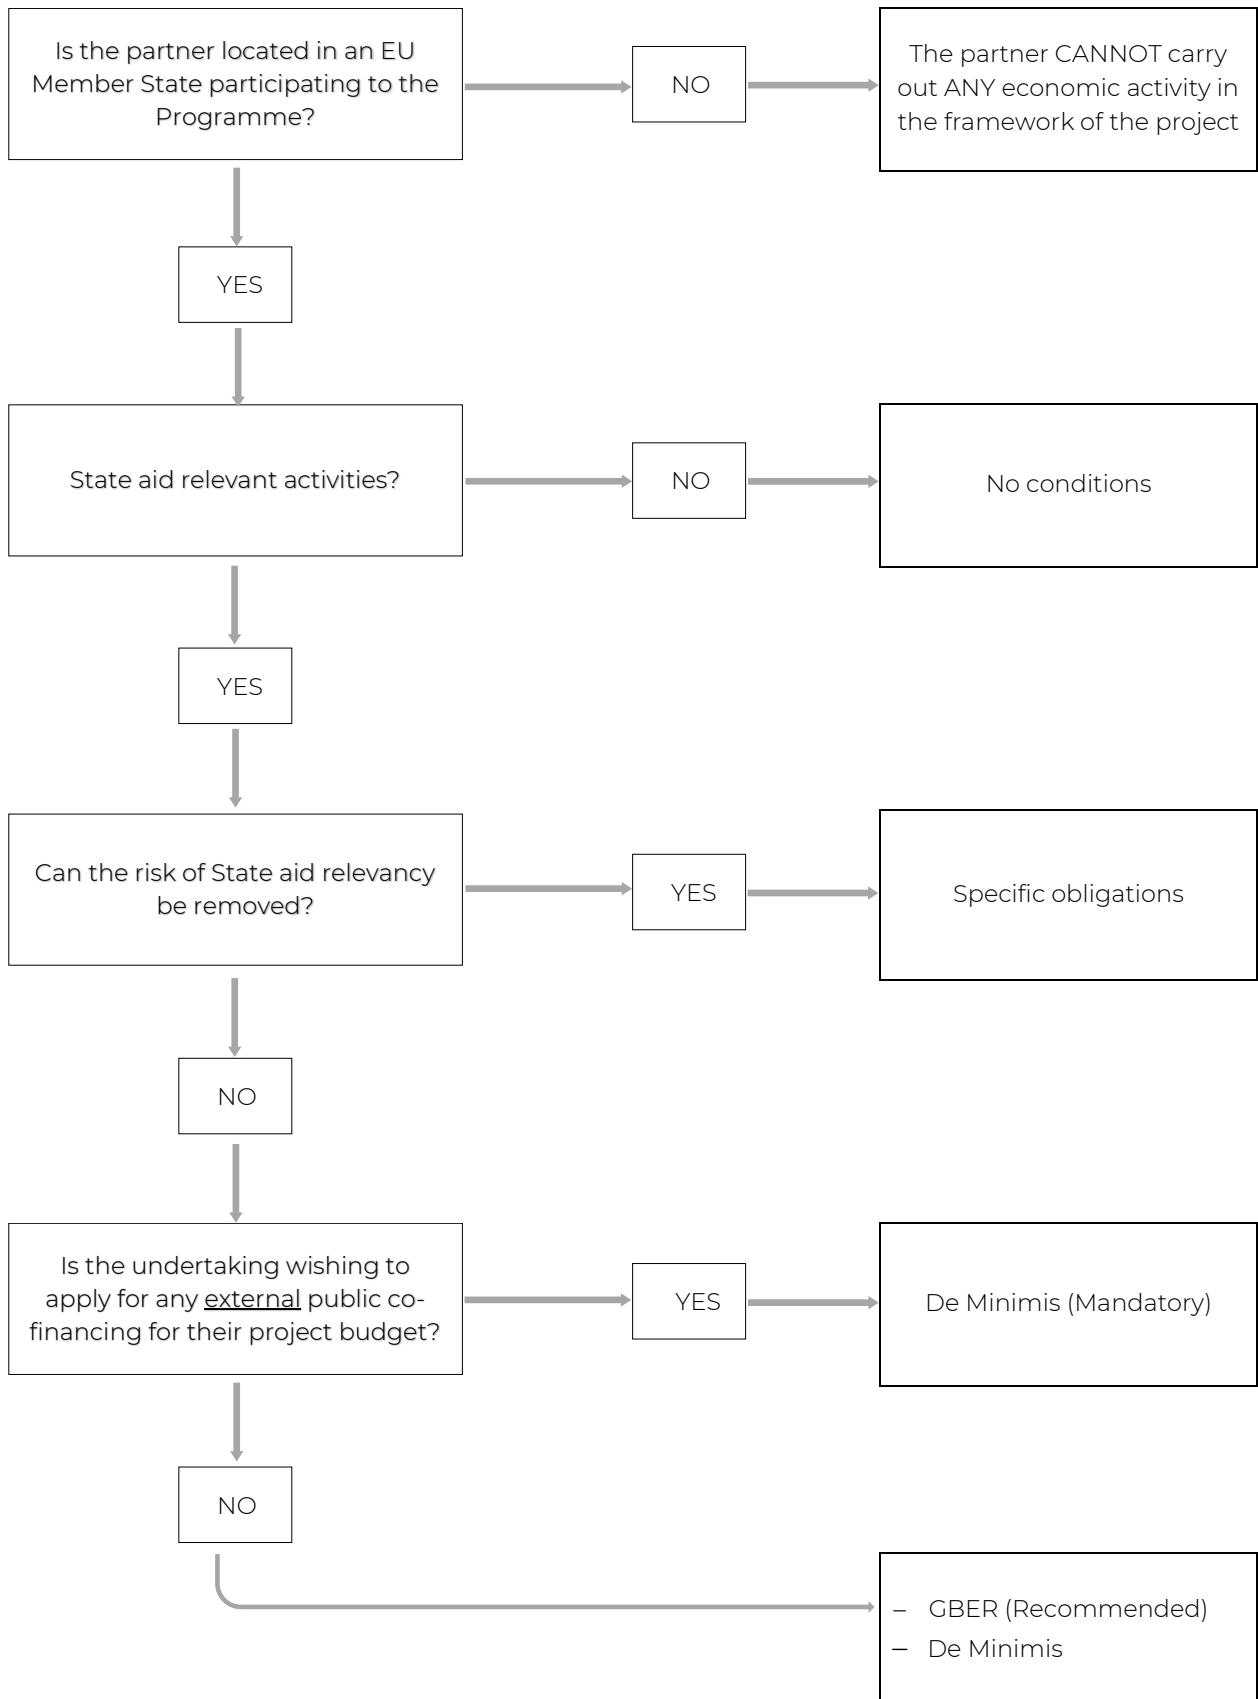 Is the partner located in an EU
Member State participating to the
Programme?
NO
The partner CANNOT carry
out ANY economic activity in
the framework of the project
YES
State aid relevant activities?
NO
No conditions
YES
Can the risk of State aid relevancy
be removed?
YES
Specific obligations
NO
Is the undertaking wishing to
apply for any external public co-
financing for their project budget?
YES
De Minimis (Mandatory)
NO
– GBER (Recommended)
– De Minimis